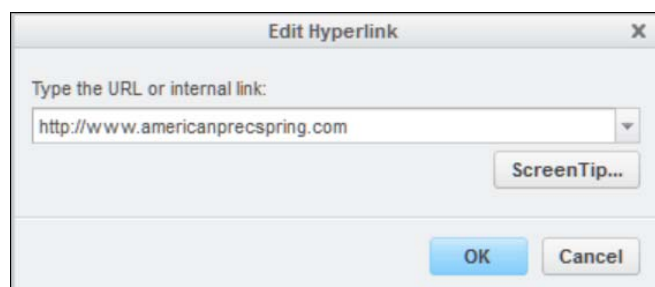 Edit Hyperlink
Type the URL or internal link:
http://www.americanprecspring.com
ScreenTip...
OK Cancel